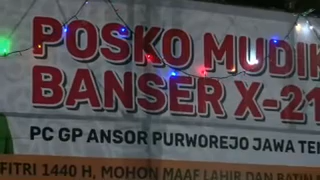 POSKO MUDIK
BANSER X-21
PC GP ANSOR PURWOREJO JAWA TE
FITRI 1440 H, MOHON MAAF LAHIR DAN BATIN